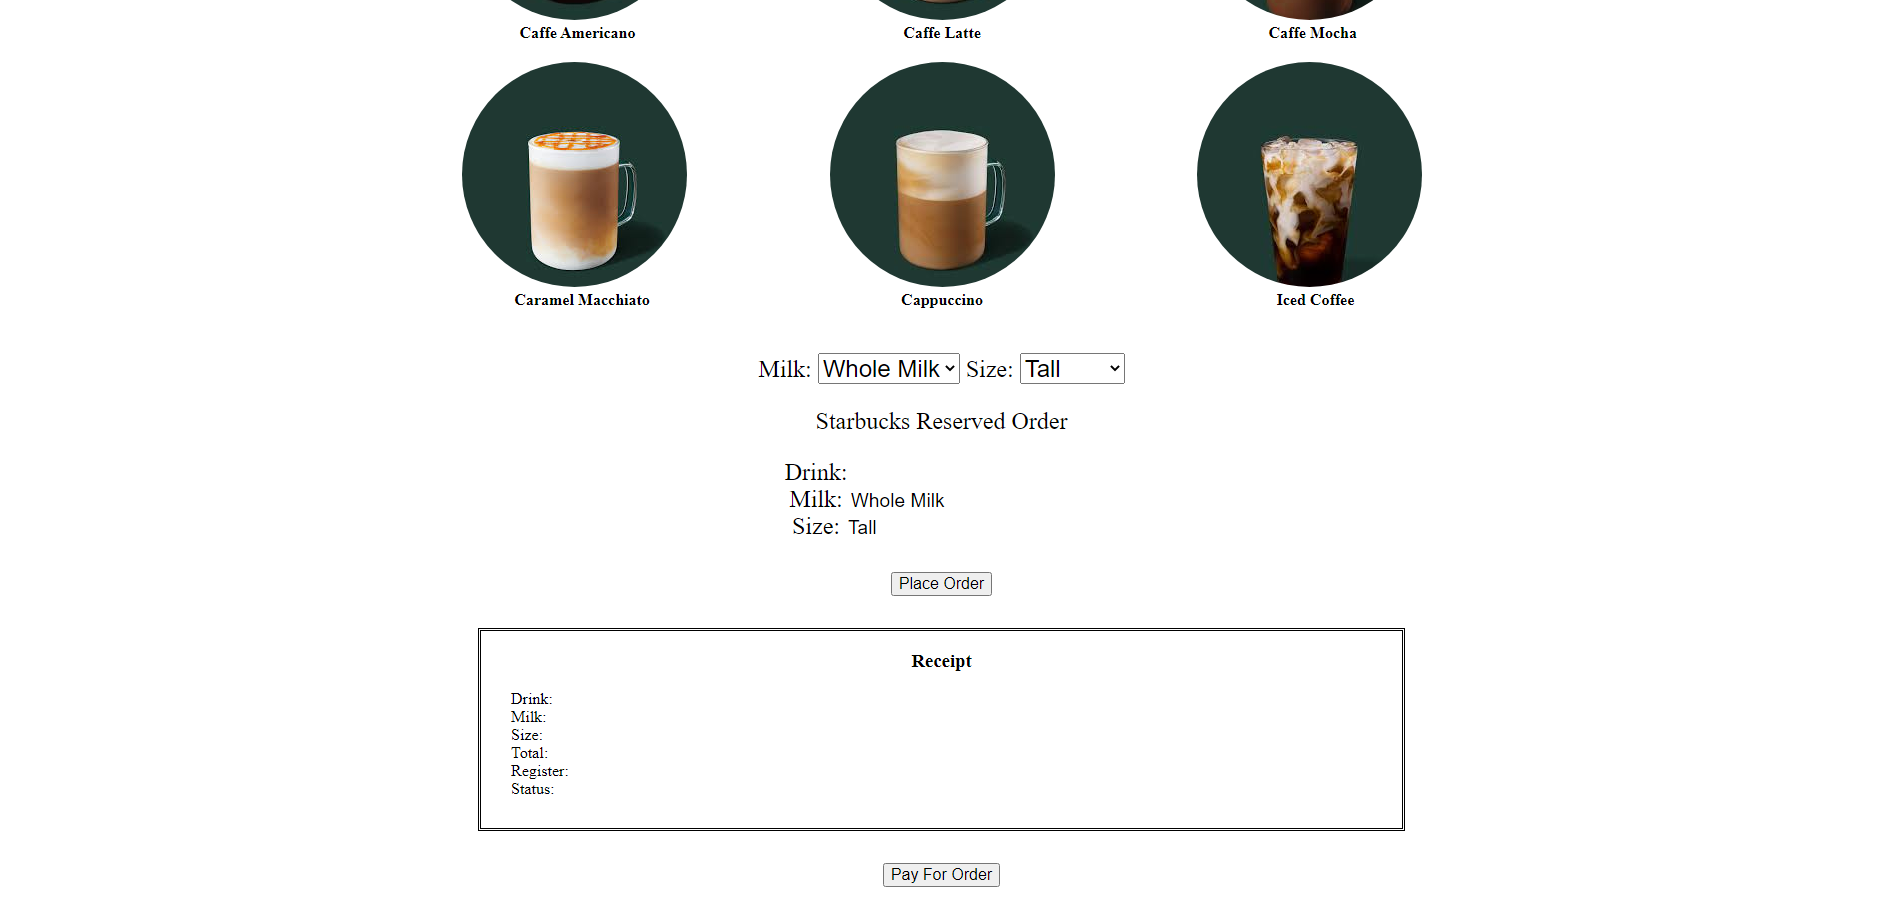 Caffe Americano Caffe Latte Caffe Mocha
Caramel Macchiato Cappuccino Iced Coffee
Milk: Whole Milk Size: Tall
Starbucks Reserved Order
Drink:
Milk: Whole Milk
Size: Tall
Place Order
Receipt
Drink:
Milk:
Size:
Total:
Register:
Status:
Pay For Order